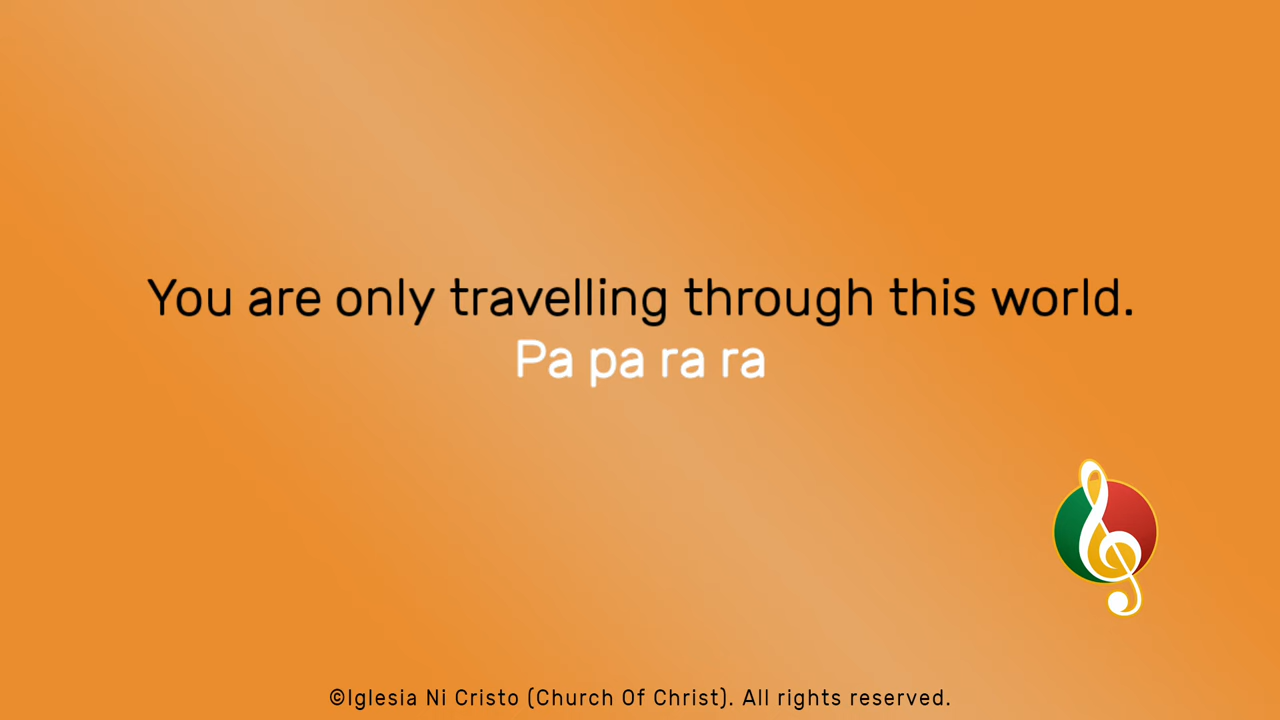 You are only travelling through this world.
Pa pa ra ra
©Iglesia Ni Cristo (Church Of Christ). All rights reserved.